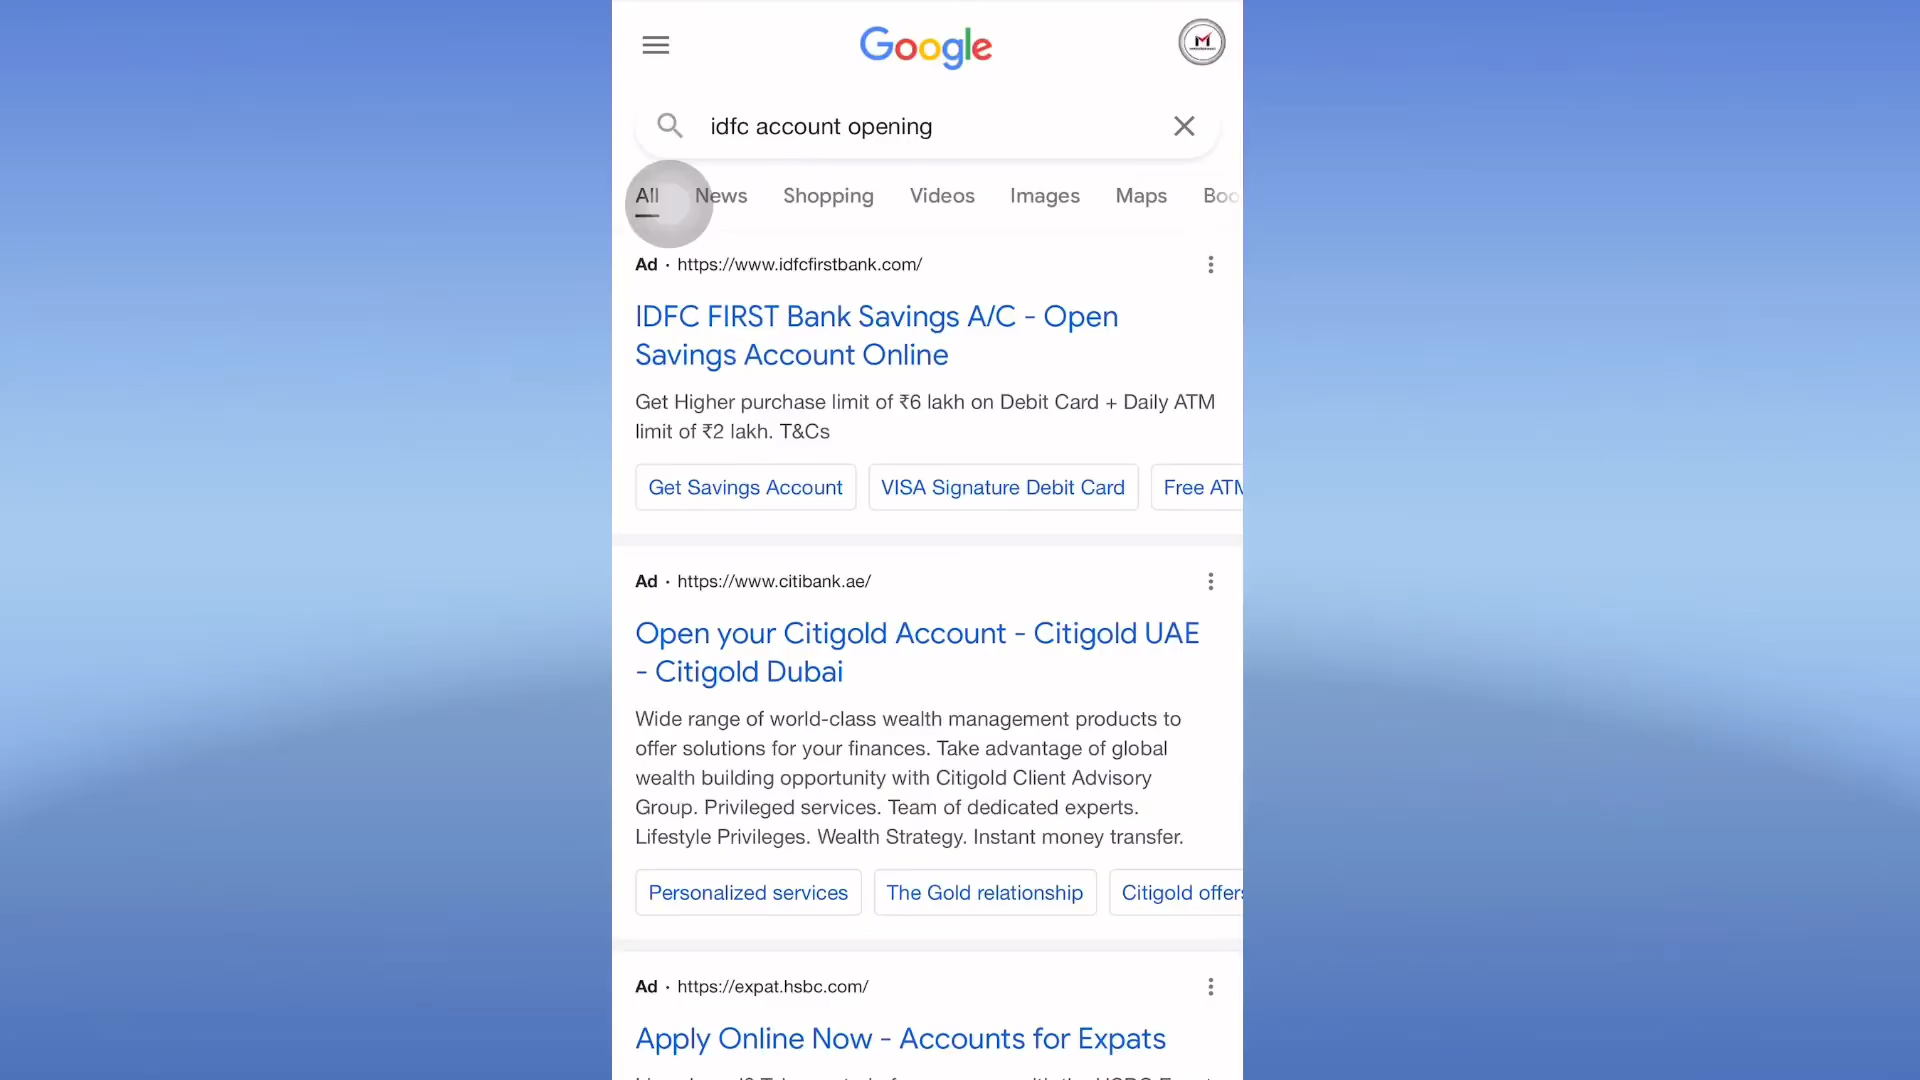 Google
M
idfc account opening
All News Shopping Videos Images Maps Boo
Ad · https://www.idfcfirstbank.com/
IDFC FIRST Bank Savings A/C - Open
Savings Account Online
Get Higher purchase limit of ₹6 lakh on Debit Card + Daily ATM
limit of ₹2 lakh. T&Cs
Get Savings Account VISA Signature Debit Card Free ATM
Ad · https://www.citibank.ae/
Open your Citigold Account - Citigold UAE
- Citigold Dubai
Wide range of world-class wealth management products to
offer solutions for your finances. Take advantage of global
wealth building opportunity with Citigold Client Advisory
Group. Privileged services. Team of dedicated experts.
Lifestyle Privileges. Wealth Strategy. Instant money transfer.
Personalized services The Gold relationship Citigold offers
Ad · https://expat.hsbc.com/
Apply Online Now - Accounts for Expats